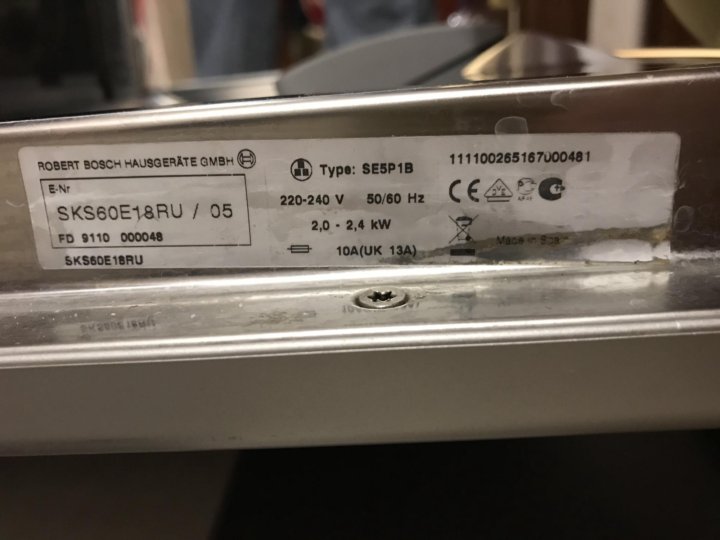 ROBERT BOSCH HAUSGERÄTE GMBH
E-Nr
SKS60E18RU / 05
FD 9110 000048
SKS60E18RU
Type: SE5P1B
220-240 V 50/60 Hz
2,0 - 2,4 kW
10A(UK 13A)
111100265167000481
CE
Made in Spain